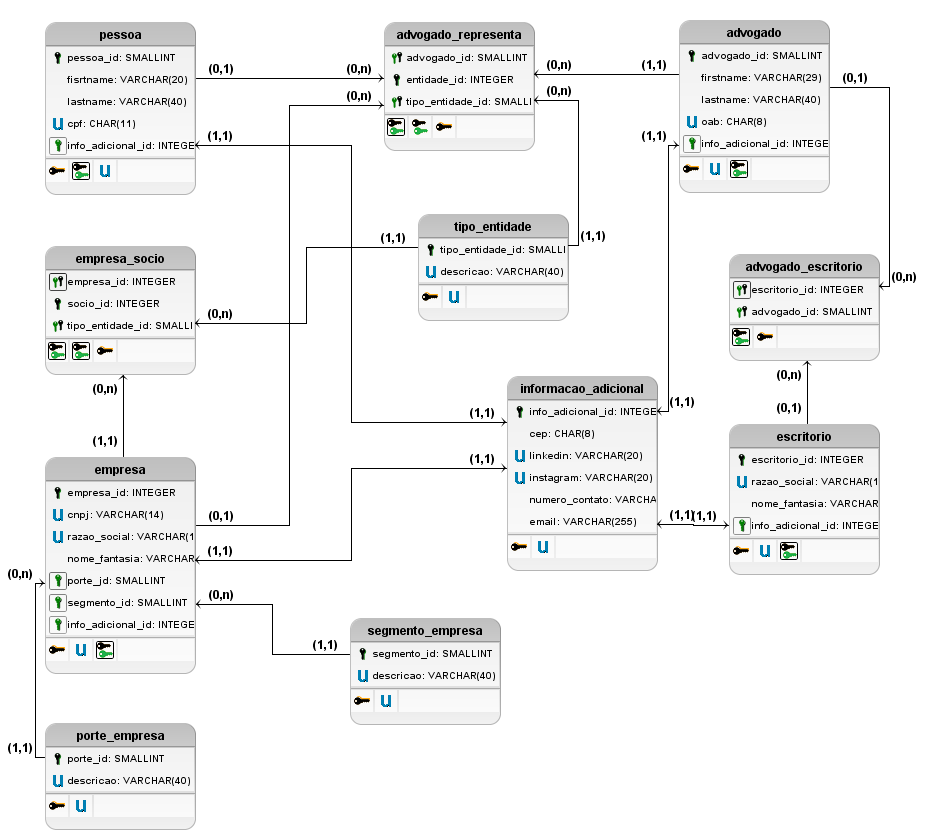 pessoa
pessoa_id: SMALLINT
fisrtname: VARCHAR(20)
lastname: VARCHAR(40)
cpf: CHAR(11)
info_adicional_id: INTEGE
(0,1)
(0,n)
(0,n)
(1,1)
advogado_representa
advogado_id: SMALLINT
entidade_id: INTEGER
tipo_entidade_id: SMALLI
(0,n)
(1,1)
(0,n)
advogado
advogado_id: SMALLINT
firstname: VARCHAR(29)
lastname: VARCHAR(40)
oab: CHAR(8)
info_adicional_id: INTEGE
(0,1)
(1,1)
tipo_entidade
tipo_entidade_id: SMALLI
descricao: VARCHAR(40)
(1,1)
(1,1)
empresa_socio
empresa_id: INTEGER
socio_id: INTEGER
tipo_entidade_id: SMALLI
(0,n)
(0,n)
(1,1)
advogado_escritorio
escritorio_id: INTEGER
advogado_id: SMALLINT
(0,n)
(0,n)
(0,1)
informacao_adicional
info_adicional_id: INTEGE
cep: CHAR(8)
linkedin: VARCHAR(20)
instagram: VARCHAR(20)
numero_contato: VARCHA
email: VARCHAR(255)
(1,1)
(1,1)
(1,1)
(1,1)
(1,1)
escritorio
escritorio_id: INTEGER
razao_social: VARCHAR(1
nome_fantasia: VARCHAR
info_adicional_id: INTEGE
empresa
empresa_id: INTEGER
cnpj: VARCHAR(14)
razao_social: VARCHAR(1
nome_fantasia: VARCHAR
porte_id: SMALLINT
segmento_id: SMALLINT
info_adicional_id: INTEGE
(0,1)
(1,1)
(0,n)
(0,n)
(1,1)
segmento_empresa
segmento_id: SMALLINT
descricao: VARCHAR(40)
(1,1)
porte_empresa
porte_id: SMALLINT
descricao: VARCHAR(40)